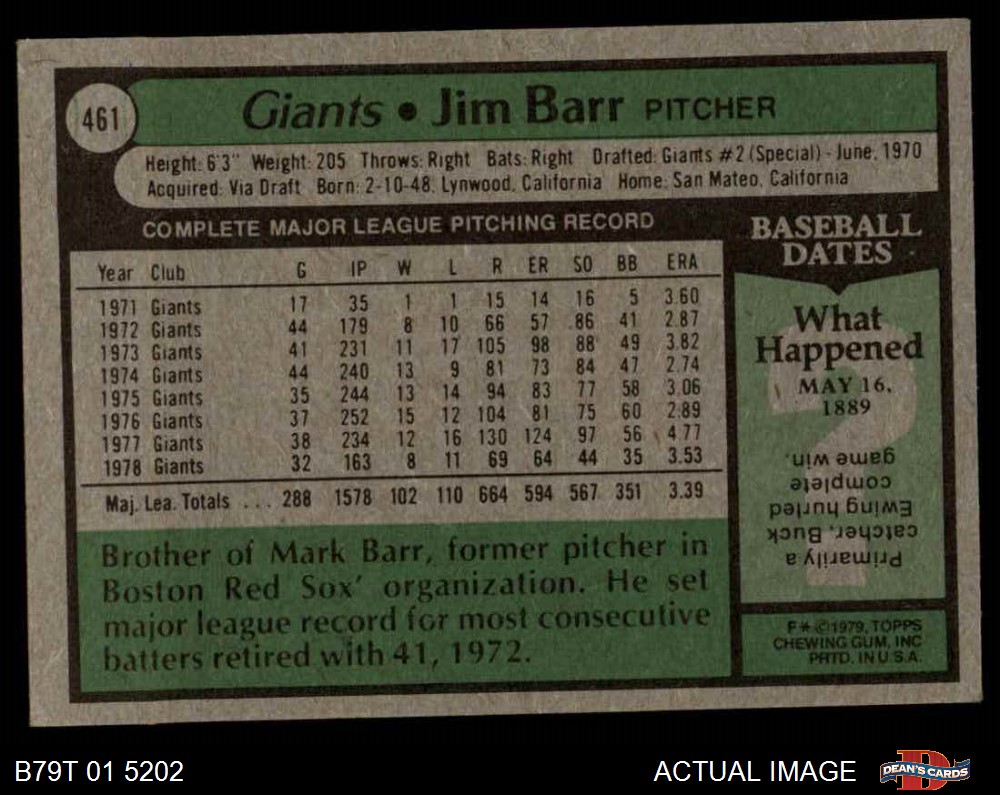 461
Giants • Jim Barr PITCHER
Height: 6'3" Weight: 205 Throws: Right Bats: Right Drafted: Giants #2 (Special) - June, 1970
Acquired: Via Draft Born: 2-10-48, Lynwood, California Home: San Mateo, California
COMPLETE MAJOR LEAGUE PITCHING RECORD
Year Club G IP W L R ER SO BB ERA
1971 Giants 17 35 1 1 15 14 16 5 3.60
1972 Giants 44 179 8 10 66 57 86 41 2.87
1973 Giants 41 231 11 17 105 98 88 49 3.82
1974 Giants 44 240 13 9 81 73 84 47 2.74
1975 Giants 35 244 13 14 94 83 77 58 3.06
1976 Giants 37 252 15 12 104 81 75 60 2.89
1977 Giants 38 234 12 16 130 124 97 56 4.77
1978 Giants 32 163 8 11 69 64 44 35 3.53
Maj. Lea. Totals ... 288 1578 102 110 664 594 567 351 3.39
Brother of Mark Barr, former pitcher in
Boston Red Sox' organization. He set
major league record for most consecutive
batters retired with 41, 1972.
BASEBALL
DATES
What
Happened
MAY 16,
1889
Primarily a
catcher, Buck
Ewing hurled
complete
game win.
F✶©1979, TOPPS
CHEWING GUM, INC
PRTD. IN U.S.A.
B79T 01 5202
ACTUAL IMAGE
DEAN'S CARDS